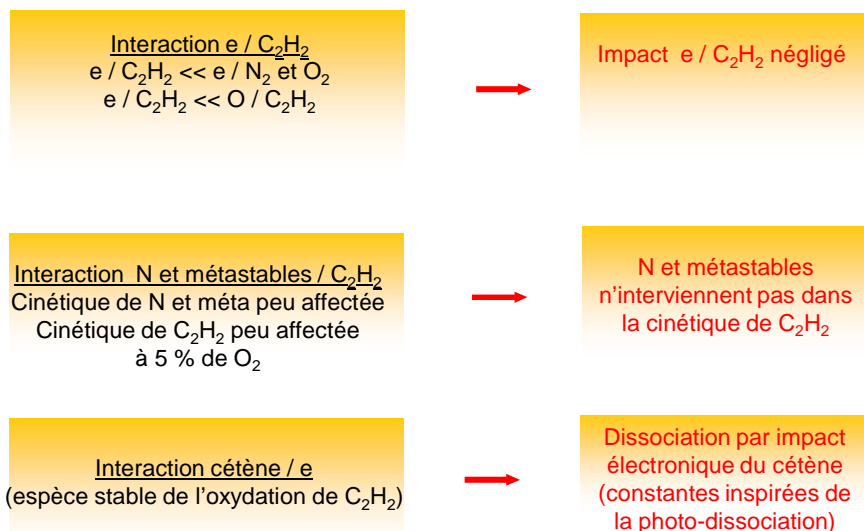 Interaction e / C₂H₂
e / C₂H₂ << e / N₂ et O₂
e / C₂H₂ << O / C₂H₂
Impact e / C₂H₂ négligé
Interaction N et métastables / C₂H₂
Cinétique de N et méta peu affectée
Cinétique de C₂H₂ peu affectée
à 5 % de O₂
N et métastables
n'interviennent pas dans
la cinétique de C₂H₂
Interaction cétène / e
(espèce stable de l'oxydation de C₂H₂)
Dissociation par impact
électronique du cétène
(constantes inspirées de
la photo-dissociation)